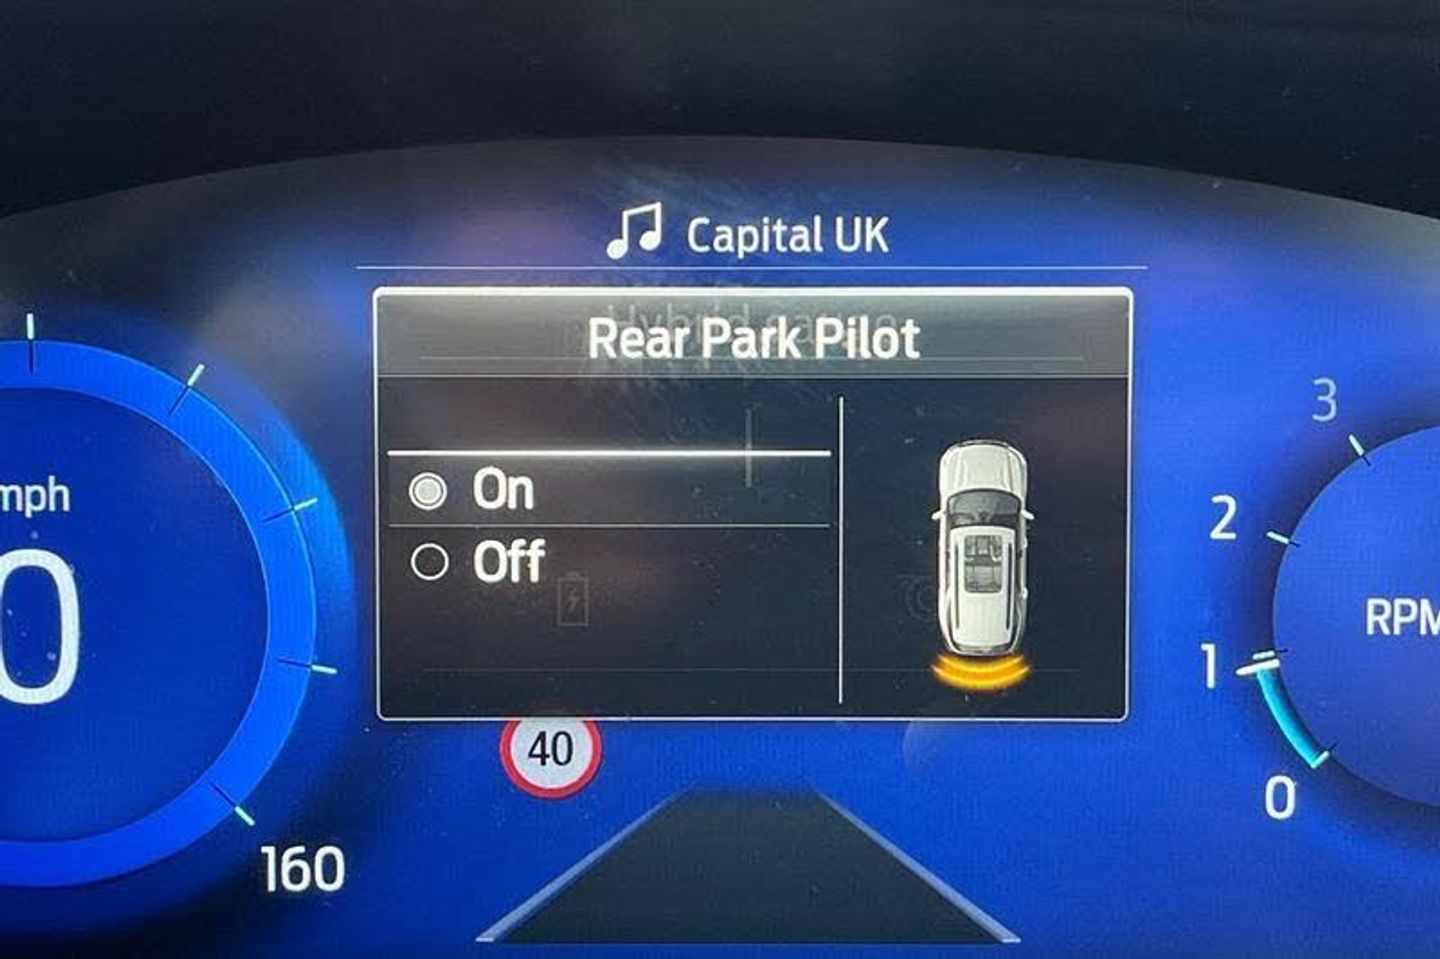 Capital UK
Rear Park Pilot
On
Off
mph
0
40
160
3
2
1
0
RPM